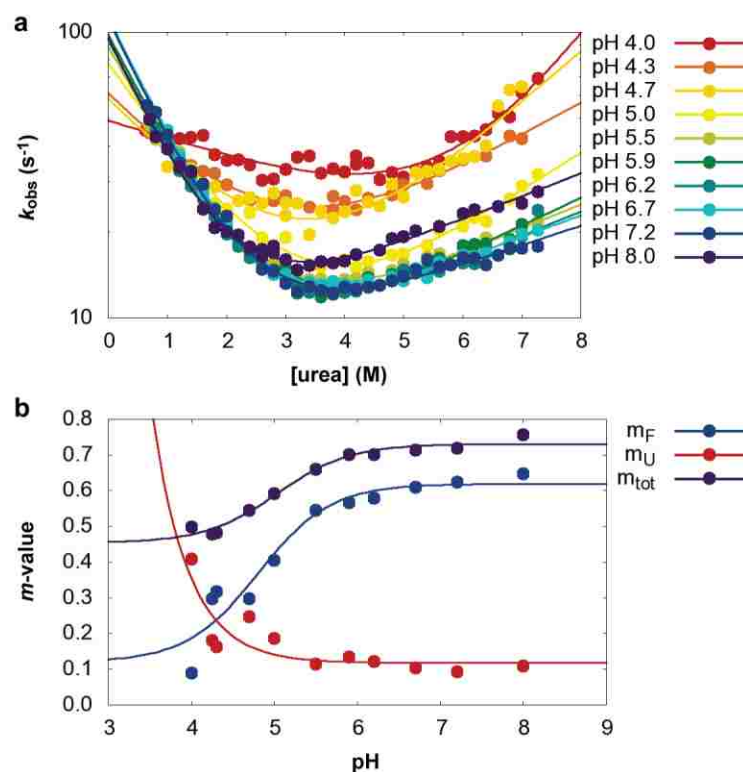 a
100
10
k_obs (s⁻¹)
0 1 2 3 4 5 6 7 8
[urea] (M)
pH 4.0
pH 4.3
pH 4.7
pH 5.0
pH 5.5
pH 5.9
pH 6.2
pH 6.7
pH 7.2
pH 8.0
b
0.8
0.7
0.6
0.5
0.4
0.3
0.2
0.1
0.0
m-value
3 4 5 6 7 8 9
pH
m_F
m_U
m_tot